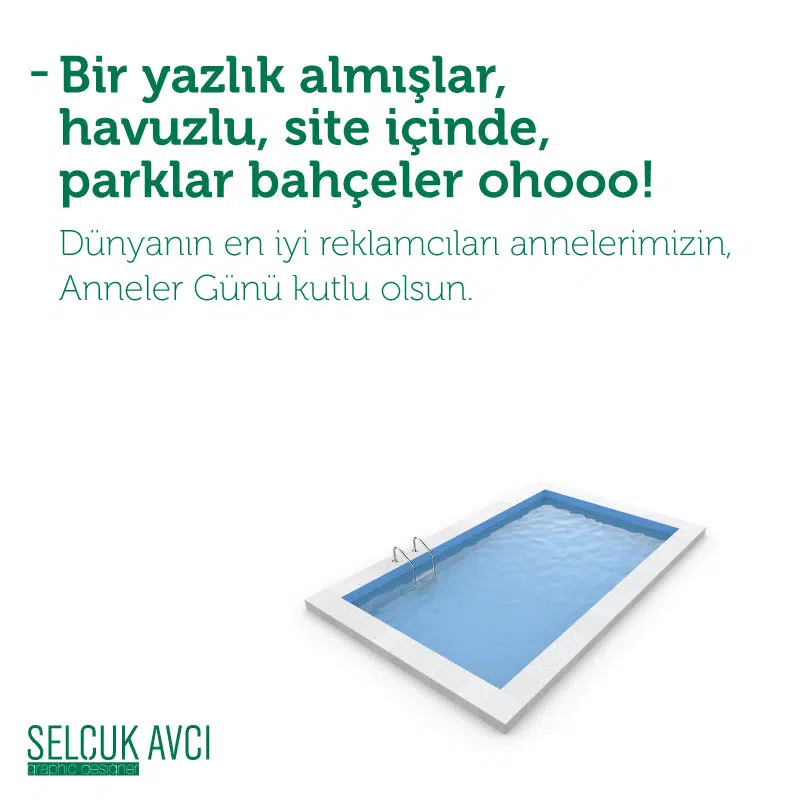 - Bir yazlık almışlar,
havuzlu, site içinde,
parklar bahçeler ohooo!
Dünyanın en iyi reklamcıları annelerimizin,
Anneler Günü kutlu olsun.
SELÇUK AVCI
graphic designer